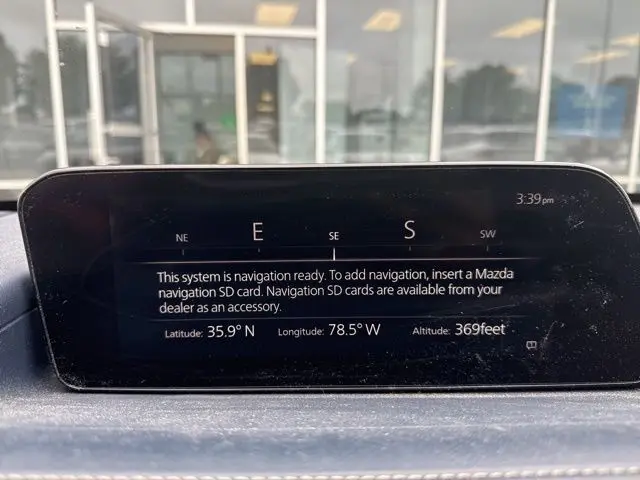 3:39pm
NE E SE S SW
This system is navigation ready. To add navigation, insert a Mazda
navigation SD card. Navigation SD cards are available from your
dealer as an accessory.
Latitude: 35.9° N Longitude: 78.5° W Altitude: 369feet